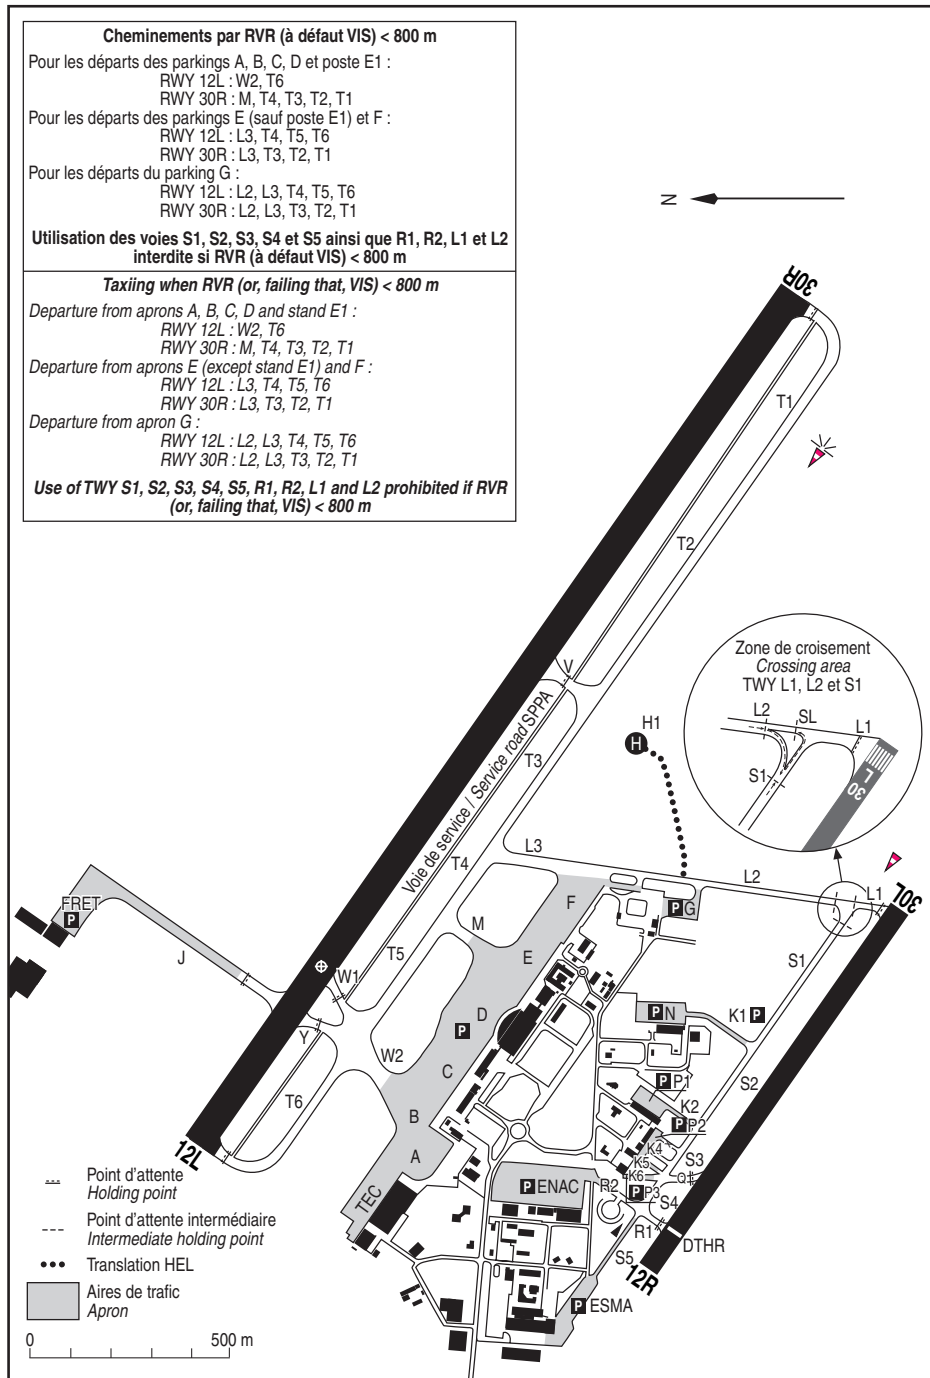 Cheminements par RVR (à défaut VIS) < 800 m
Pour les départs des parkings A, B, C, D et poste E1 :
RWY 12L : W2, T6
RWY 30R : M, T4, T3, T2, T1
Pour les départs des parkings E (sauf poste E1) et F :
RWY 12L : L3, T4, T5, T6
RWY 30R : L3, T3, T2, T1
Pour les départs du parking G :
RWY 12L : L2, L3, T4, T5, T6
RWY 30R : L2, L3, T3, T2, T1
Utilisation des voies S1, S2, S3, S4 et S5 ainsi que R1, R2, L1 et L2
interdite si RVR (à défaut VIS) < 800 m
Taxiing when RVR (or, failing that, VIS) < 800 m
Departure from aprons A, B, C, D and stand E1 :
RWY 12L : W2, T6
RWY 30R : M, T4, T3, T2, T1
Departure from aprons E (except stand E1) and F :
RWY 12L : L3, T4, T5, T6
RWY 30R : L3, T3, T2, T1
Departure from apron G :
RWY 12L : L2, L3, T4, T5, T6
RWY 30R : L2, L3, T3, T2, T1
Use of TWY S1, S2, S3, S4, S5, R1, R2, L1 and L2 prohibited if RVR
(or, failing that, VIS) < 800 m
N
30R
T1
T2
V
Voie de service / Service road SPPA
T3
H1
H
Zone de croisement
Crossing area
TWY L1, L2 et S1
L2
SL
L1
S1
30 L
T4
L3
L2
L1
30L
FRET
P
J
F
P G
M
E
T5
W1
S1
P N
K1 P
D
P
Y
W2
C
S2
T6
P P1
K2
B
P P2
12L
A
K4
K5
S3
K6
Q
TEC
P ENAC
R2
P P3
S4
R1
DTHR
S5
12R
P ESMA
Point d'attente
Holding point
Point d'attente intermédiaire
Intermediate holding point
Translation HEL
Aires de trafic
Apron
0 500 m